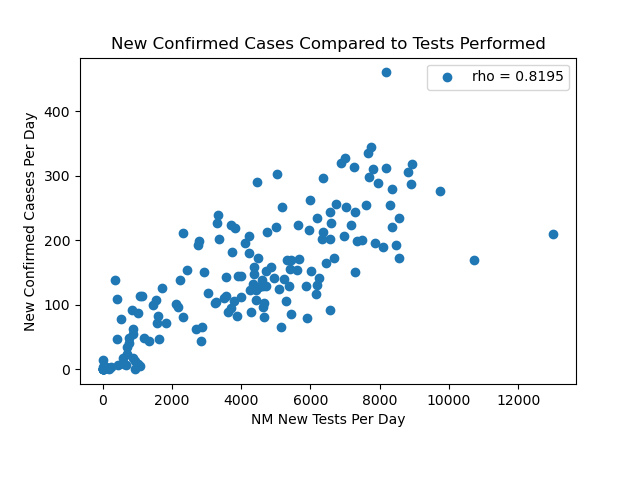 New Confirmed Cases Compared to Tests Performed
rho = 0.8195
New Confirmed Caeses Per Day
400
300
200
100
0
0 2000 4000 6000 8000 10000 12000
NM New Tests Per Day